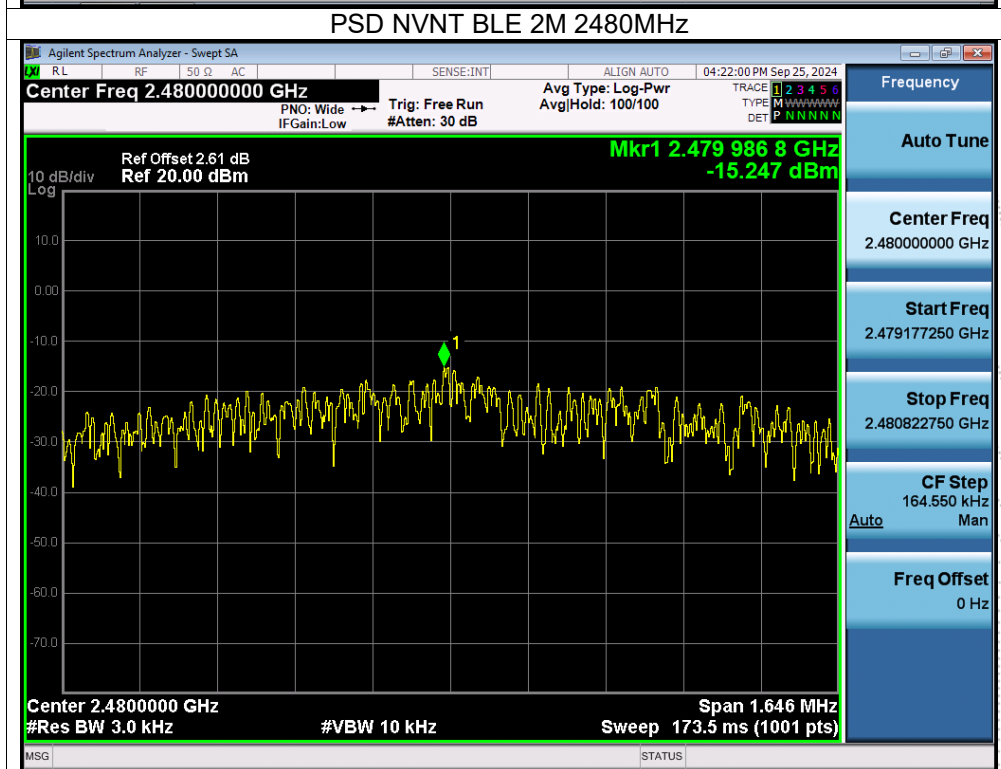 PSD NVNT BLE 2M 2480MHz
Agilent Spectrum Analyzer - Swept SA
LXI RL RF 50 Ω AC SENSE:INT ALIGN AUTO 04:22:00 PM Sep 25, 2024
Center Freq 2.480000000 GHz
PNO: Wide
IFGain:Low
Trig: Free Run
#Atten: 30 dB
Avg Type: Log-Pwr
Avg|Hold: 100/100
TRACE 1 2 3 4 5 6
TYPE M WWWWW
DET P N N N N N
Ref Offset 2.61 dB
10 dB/div Ref 20.00 dBm
Log
Mkr1 2.479 986 8 GHz
-15.247 dBm
10.0
0.00
-10.0
-20.0
-30.0
-40.0
-50.0
-60.0
-70.0
1
Center 2.4800000 GHz Span 1.646 MHz
#Res BW 3.0 kHz #VBW 10 kHz Sweep 173.5 ms (1001 pts)
MSG STATUS
Frequency
Auto Tune
Center Freq
2.480000000 GHz
Start Freq
2.479177250 GHz
Stop Freq
2.480822750 GHz
CF Step
164.550 kHz
Auto Man
Freq Offset
0 Hz